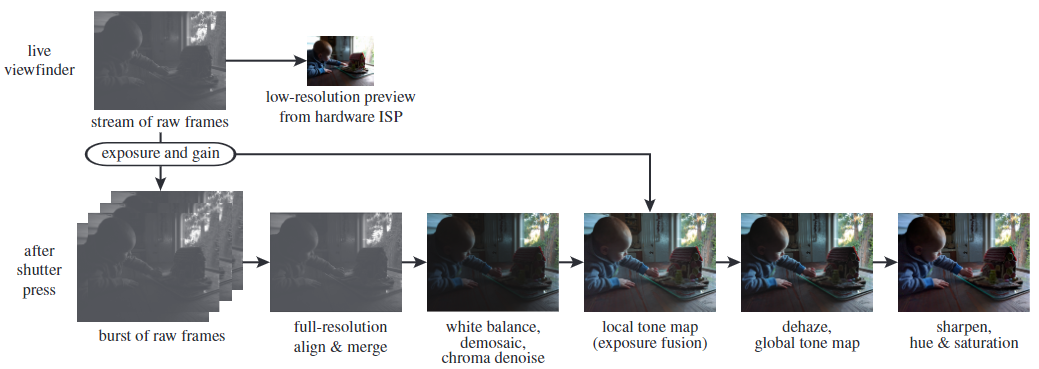 live
viewfinder
stream of raw frames
low-resolution preview
from hardware ISP
exposure and gain
after
shutter
press
burst of raw frames
full-resolution
align & merge
white balance,
demosaic,
chroma denoise
local tone map
(exposure fusion)
dehaze,
global tone map
sharpen,
hue & saturation